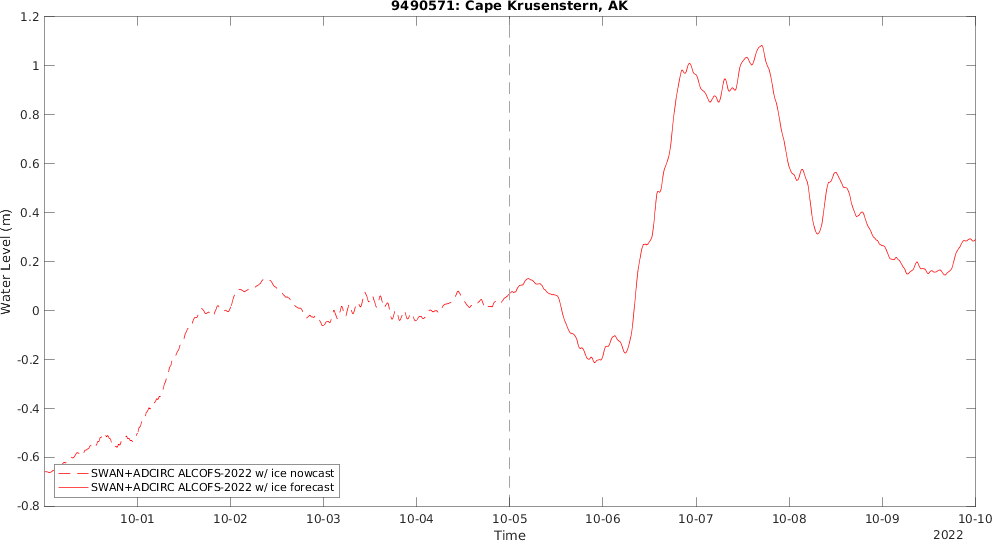 9490571: Cape Krusenstern, AK
1.2
1
0.8
0.6
0.4
0.2
0
-0.2
-0.4
-0.6
-0.8
Water Level (m)
SWAN+ADCIRC ALCOFS-2022 w/ ice nowcast
SWAN+ADCIRC ALCOFS-2022 w/ ice forecast
10-01 10-02 10-03 10-04 10-05 10-06 10-07 10-08 10-09 10-10
Time
2022